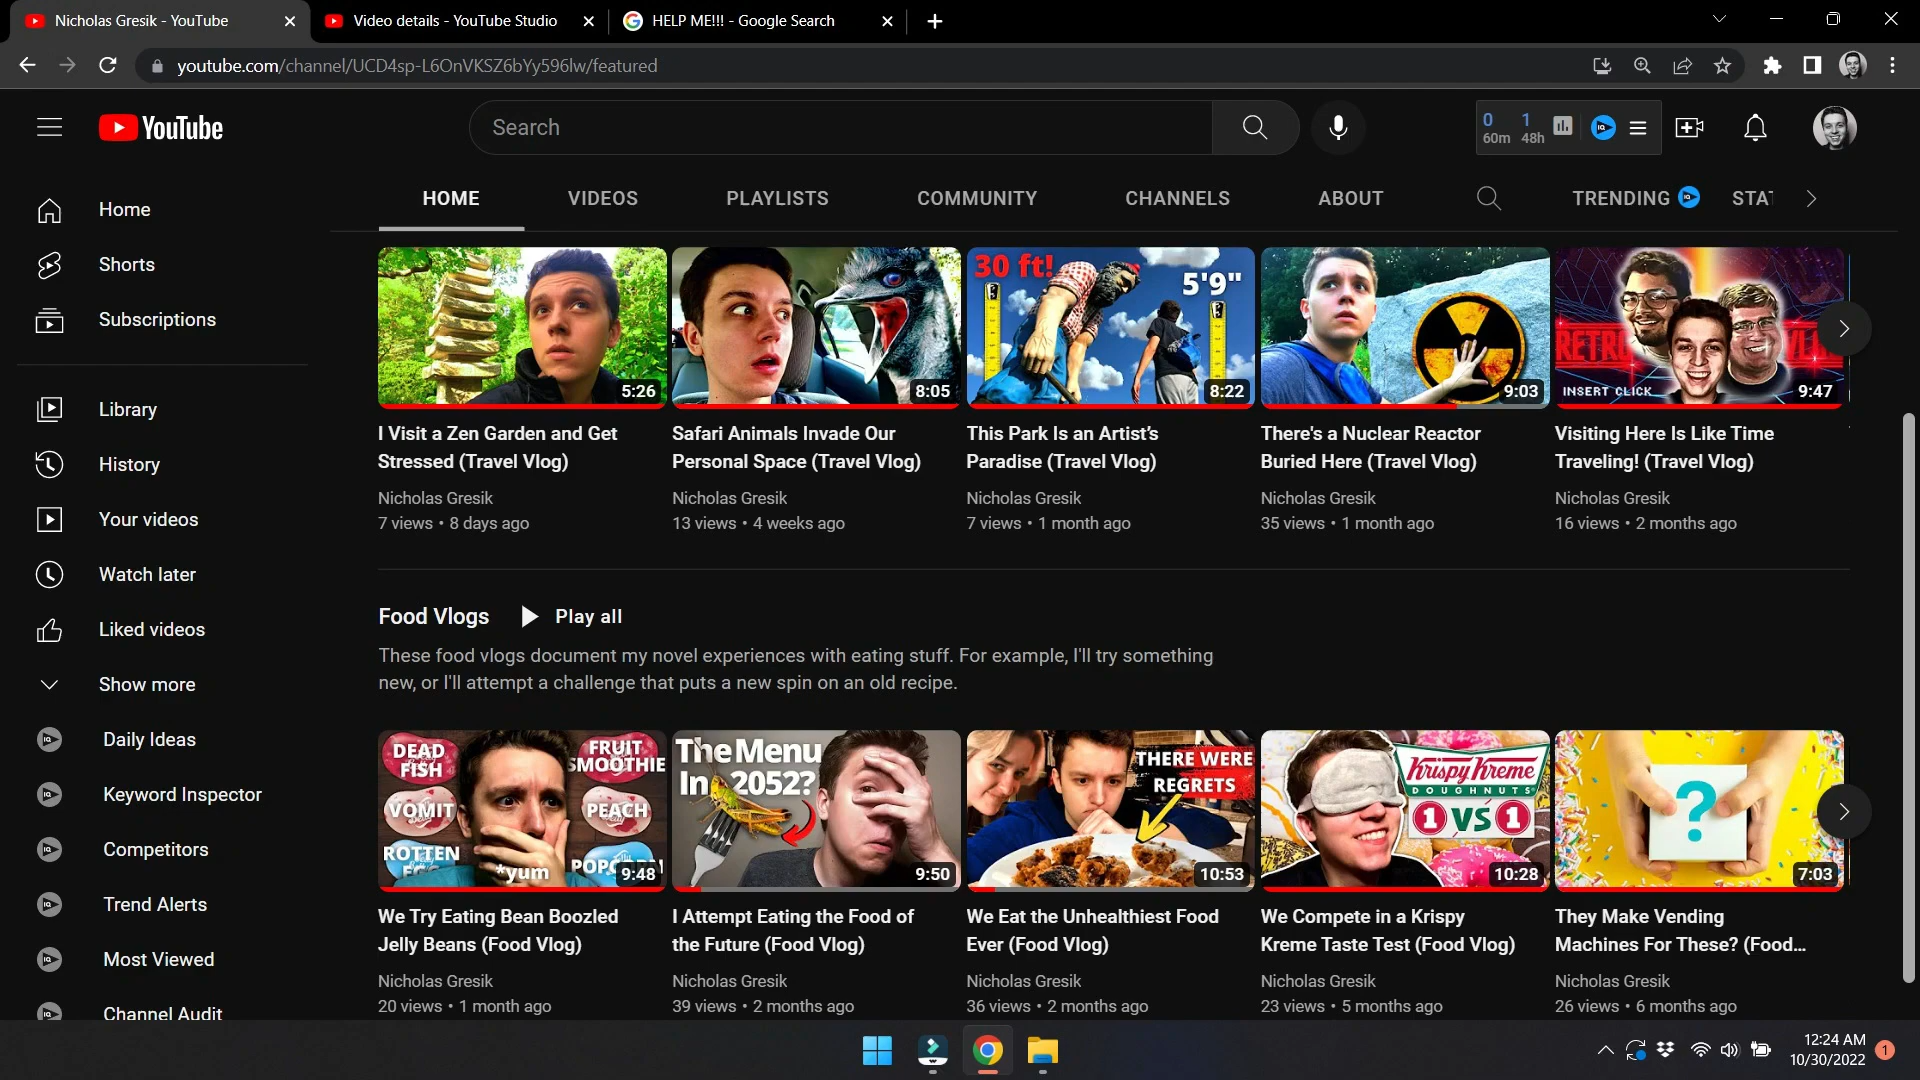 Nicholas Gresik - YouTube
Video details - YouTube Studio
HELP ME!!! - Google Search
youtube.com/channel/UCD4sp-L6OnVKSZ6bYy596lw/featured
YouTube
Search
0 1
60m 48h
HOME VIDEOS PLAYLISTS COMMUNITY CHANNELS ABOUT TRENDING STAT
Home
Shorts
Subscriptions
Library
History
Your videos
Watch later
Liked videos
Show more
Daily Ideas
Keyword Inspector
Competitors
Trend Alerts
Most Viewed
Channel Audit
5:26
I Visit a Zen Garden and Get
Stressed (Travel Vlog)
Nicholas Gresik
7 views • 8 days ago
8:05
Safari Animals Invade Our
Personal Space (Travel Vlog)
Nicholas Gresik
13 views • 4 weeks ago
30 ft!
5'9"
8:22
This Park Is an Artist's
Paradise (Travel Vlog)
Nicholas Gresik
7 views • 1 month ago
9:03
There's a Nuclear Reactor
Buried Here (Travel Vlog)
Nicholas Gresik
35 views • 1 month ago
RETR
INSERT CLICK
9:47
Visiting Here Is Like Time
Traveling! (Travel Vlog)
Nicholas Gresik
16 views • 2 months ago
Food Vlogs
Play all
These food vlogs document my novel experiences with eating stuff. For example, I'll try something
new, or I'll attempt a challenge that puts a new spin on an old recipe.
DEAD
FISH
FRUIT
SMOOTHIE
VOMIT
PEACH
ROTTEN
EGG
*yum
9:48
We Try Eating Bean Boozled
Jelly Beans (Food Vlog)
Nicholas Gresik
20 views • 1 month ago
The Menu
In 2052?
9:50
I Attempt Eating the Food of
the Future (Food Vlog)
Nicholas Gresik
39 views • 2 months ago
THERE WERE
REGRETS
10:53
We Eat the Unhealthiest Food
Ever (Food Vlog)
Nicholas Gresik
36 views • 2 months ago
Krispy Kreme
DOUGHNUTS
1 VS 1
10:28
We Compete in a Krispy
Kreme Taste Test (Food Vlog)
Nicholas Gresik
23 views • 5 months ago
?
7:03
They Make Vending
Machines For These? (Food...
Nicholas Gresik
26 views • 6 months ago
12:24 AM
10/30/2022
1